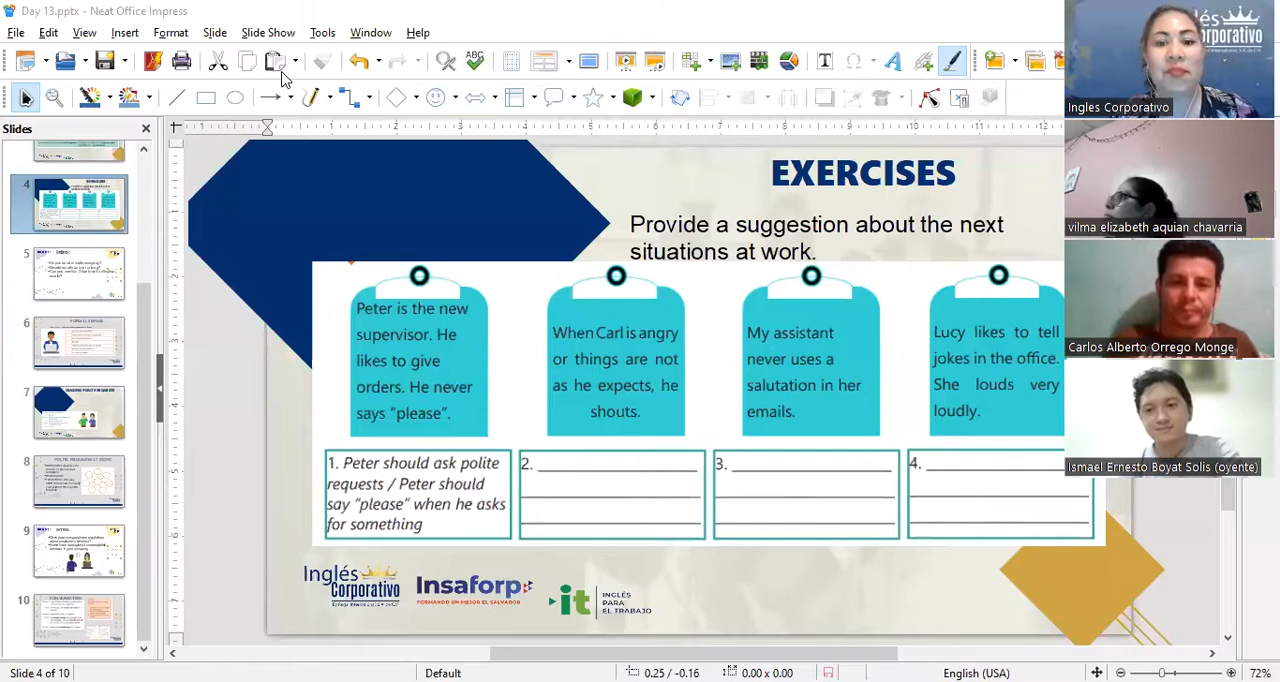 Day 13.pptx - Neat Office Impress
File Edit View Insert Format Slide Slide Show Tools Window Help
Slides
4
5
6
7
8
9
10
EXERCISES
Provide a suggestion about the next
situations at work.
Peter is the new
supervisor. He
likes to give
orders. He never
says “please”.
When Carl is angry
or things are not
as he expects, he
shouts.
My assistant
never uses a
salutation in her
emails.
Lucy likes to tell
jokes in the office.
She louds very
loudly.
1. Peter should ask polite
requests / Peter should
say “please” when he asks
for something
2.
3.
4.
Inglés
Corporativo
Insaforp
FORMANDO UN MEJOR EL SALVADOR
it INGLÉS
PARA
EL TRABAJO
Ingles Corporativo
vilma elizabeth aquian chavarria
Carlos Alberto Orrego Monge
Ismael Ernesto Boyat Solis (oyente)
Slide 4 of 10
Default
0.25 / -0.16
0.00 x 0.00
English (USA)
72%